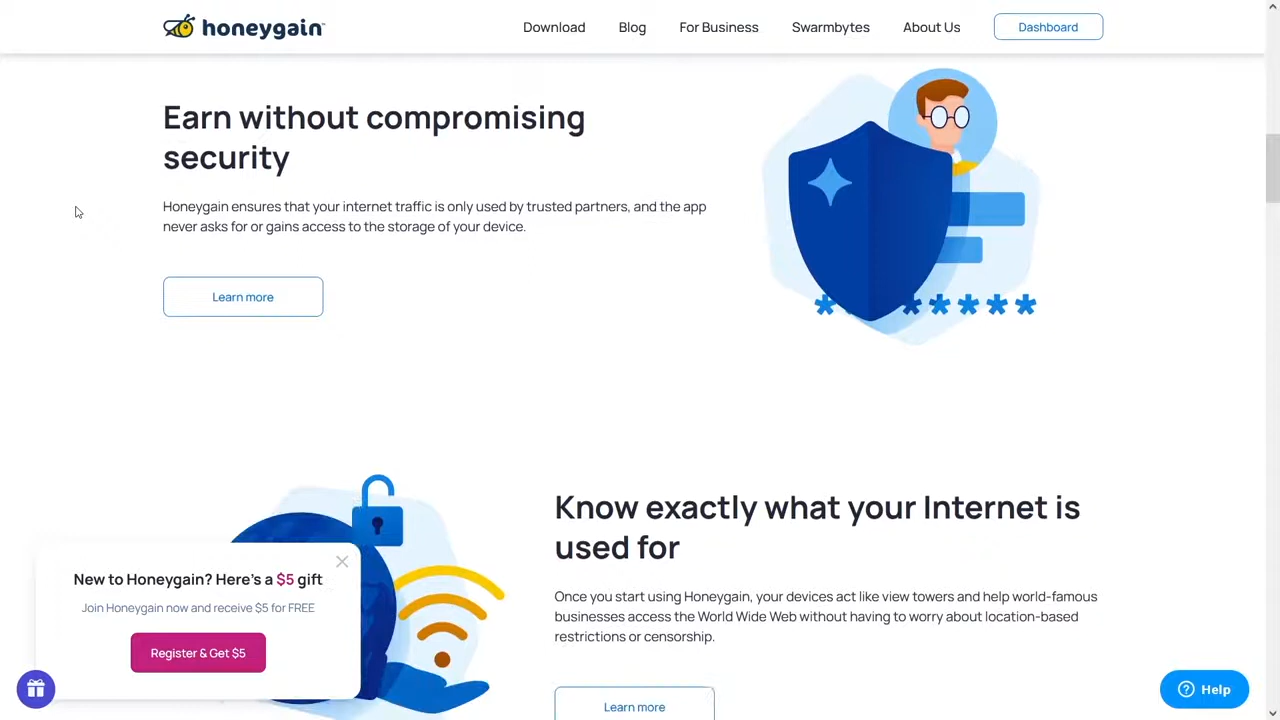 honeygain™
Download
Blog
For Business
Swarmbytes
About Us
Dashboard
Earn without compromising
security
Honeygain ensures that your internet traffic is only used by trusted partners, and the app
never asks for or gains access to the storage of your device.
Learn more
* * * * * * *
Know exactly what your Internet is
used for
Once you start using Honeygain, your devices act like view towers and help world-famous
businesses access the World Wide Web without having to worry about location-based
restrictions or censorship.
Learn more
New to Honeygain? Here's a $5 gift
Join Honeygain now and receive $5 for FREE
Register & Get $5
Help